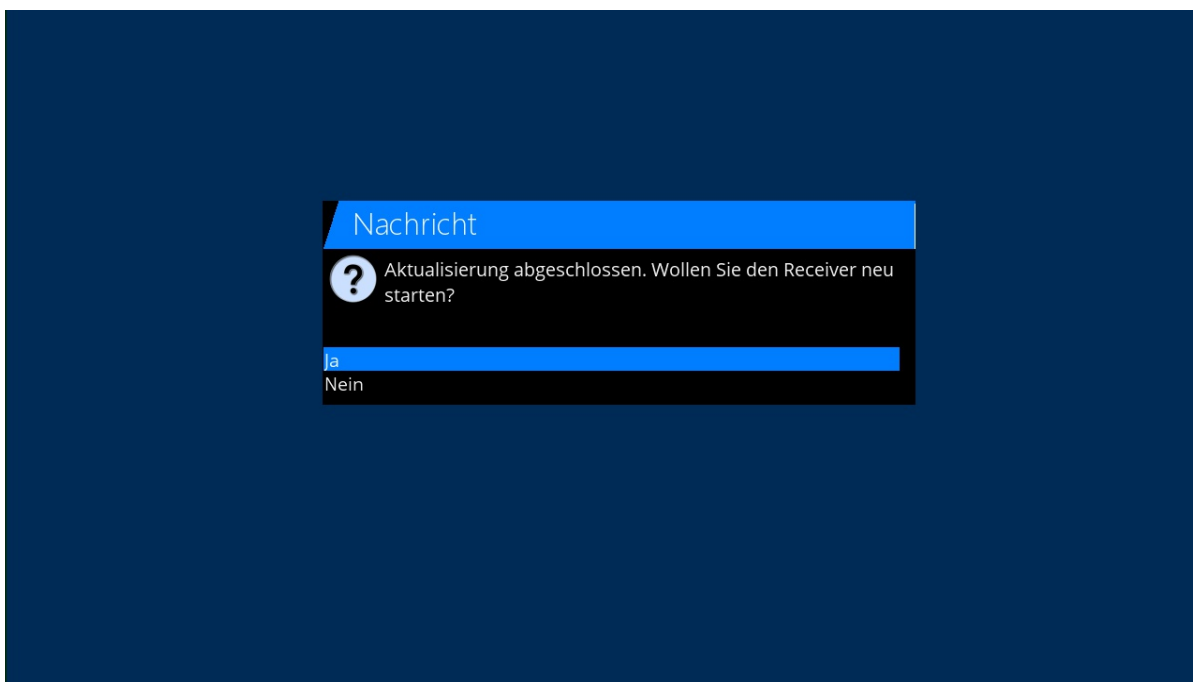 Nachricht
?
Aktualisierung abgeschlossen. Wollen Sie den Receiver neu
starten?
Ja
Nein